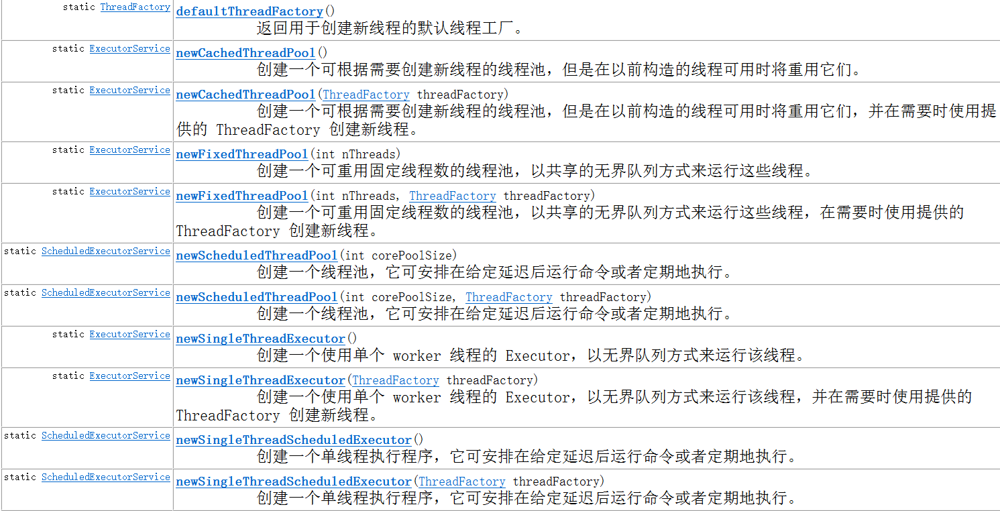 static ThreadFactory defaultThreadFactory()
返回用于创建新线程的默认线程工厂。
static ExecutorService newCachedThreadPool()
创建一个可根据需要创建新线程的线程池，但是在以前构造的线程可用时将重用它们。
static ExecutorService newCachedThreadPool(ThreadFactory threadFactory)
创建一个可根据需要创建新线程的线程池，但是在以前构造的线程可用时将重用它们，并在需要时使用提
供的 ThreadFactory 创建新线程。
static ExecutorService newFixedThreadPool(int nThreads)
创建一个可重用固定线程数的线程池，以共享的无界队列方式来运行这些线程。
static ExecutorService newFixedThreadPool(int nThreads, ThreadFactory threadFactory)
创建一个可重用固定线程数的线程池，以共享的无界队列方式来运行这些线程，在需要时使用提供的
ThreadFactory 创建新线程。
static ScheduledExecutorService newScheduledThreadPool(int corePoolSize)
创建一个线程池，它可安排在给定延迟后运行命令或者定期地执行。
static ScheduledExecutorService newScheduledThreadPool(int corePoolSize, ThreadFactory threadFactory)
创建一个线程池，它可安排在给定延迟后运行命令或者定期地执行。
static ExecutorService newSingleThreadExecutor()
创建一个使用单个 worker 线程的 Executor，以无界队列方式来运行该线程。
static ExecutorService newSingleThreadExecutor(ThreadFactory threadFactory)
创建一个使用单个 worker 线程的 Executor，以无界队列方式来运行该线程，并在需要时使用提供的
ThreadFactory 创建新线程。
static ScheduledExecutorService newSingleThreadScheduledExecutor()
创建一个单线程执行程序，它可安排在给定延迟后运行命令或者定期地执行。
static ScheduledExecutorService newSingleThreadScheduledExecutor(ThreadFactory threadFactory)
创建一个单线程执行程序，它可安排在给定延迟后运行命令或者定期地执行。